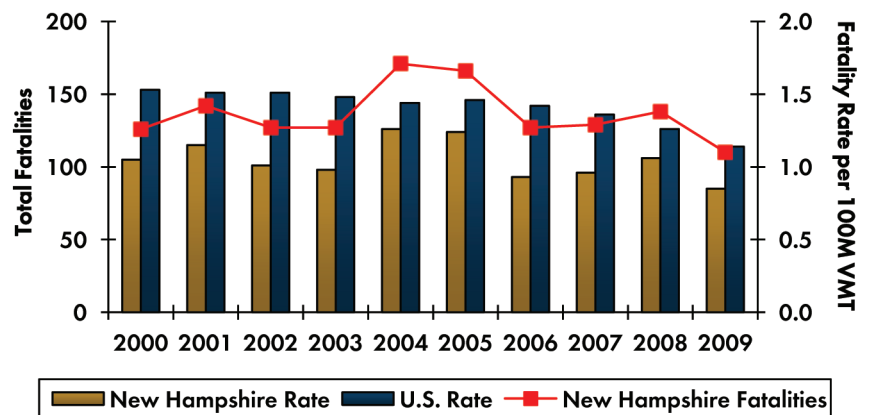 Total Fatalities
200
150
100
50
0
2.0
1.5
1.0
0.5
0.0
Fatality Rate per 100M VMT
2000 2001 2002 2003 2004 2005 2006 2007 2008 2009
New Hampshire Rate U.S. Rate New Hampshire Fatalities